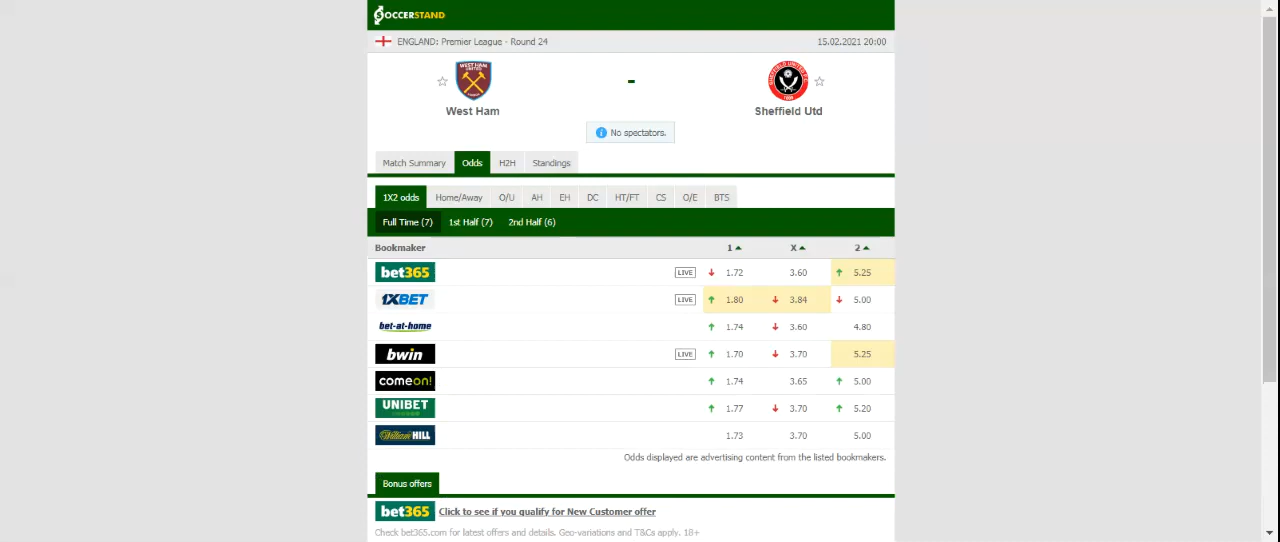 SOCCERSTAND
ENGLAND: Premier League - Round 24 15.02.2021 20:00
-
West Ham Sheffield Utd
No spectators.
Match Summary Odds H2H Standings
1X2 odds Home/Away O/U AH EH DC HT/FT CS O/E BTS
Full Time (7) 1st Half (7) 2nd Half (6)
Bookmaker 1 X 2
bet365 LIVE 1.72 3.60 5.25
1XBET LIVE 1.80 3.84 5.00
bet-at-home 1.74 3.60 4.80
bwin LIVE 1.70 3.70 5.25
comeon! 1.74 3.65 5.00
UNIBET 1.77 3.70 5.20
William HILL 1.73 3.70 5.00
Odds displayed are advertising content from the listed bookmakers.
Bonus offers
bet365 Click to see if you qualify for New Customer offer
Check bet365.com for latest offers and details. Geo-variations and T&Cs apply. 18+